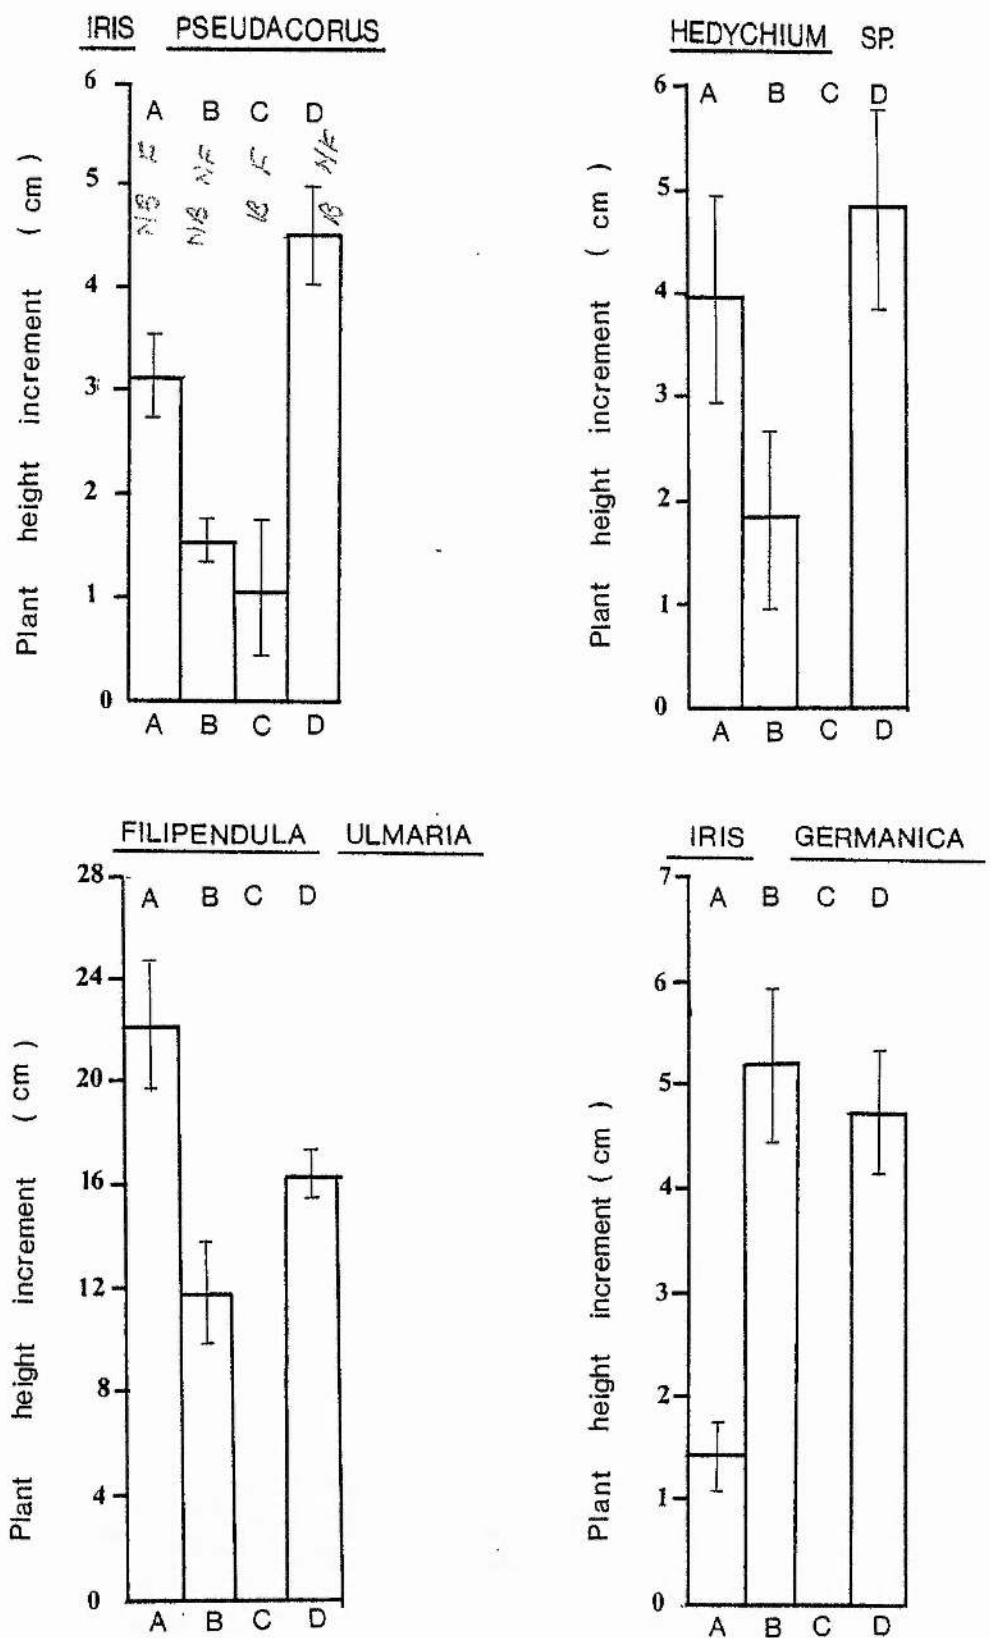 IRIS PSEUDACORUS
6
5
4
3
2
1
0
Plant height increment ( cm )
A B C D
NB F NB NF B F B NF
A B C D
HEDYCHIUM SP.
6
5
4
3
2
1
0
Plant height increment ( cm )
A B C D
A B C D
FILIPENDULA ULMARIA
28
24
20
16
12
8
4
0
Plant height increment ( cm )
A B C D
A B C D
IRIS GERMANICA
7
6
5
4
3
2
1
0
Plant height increment ( cm )
A B C D
A B C D